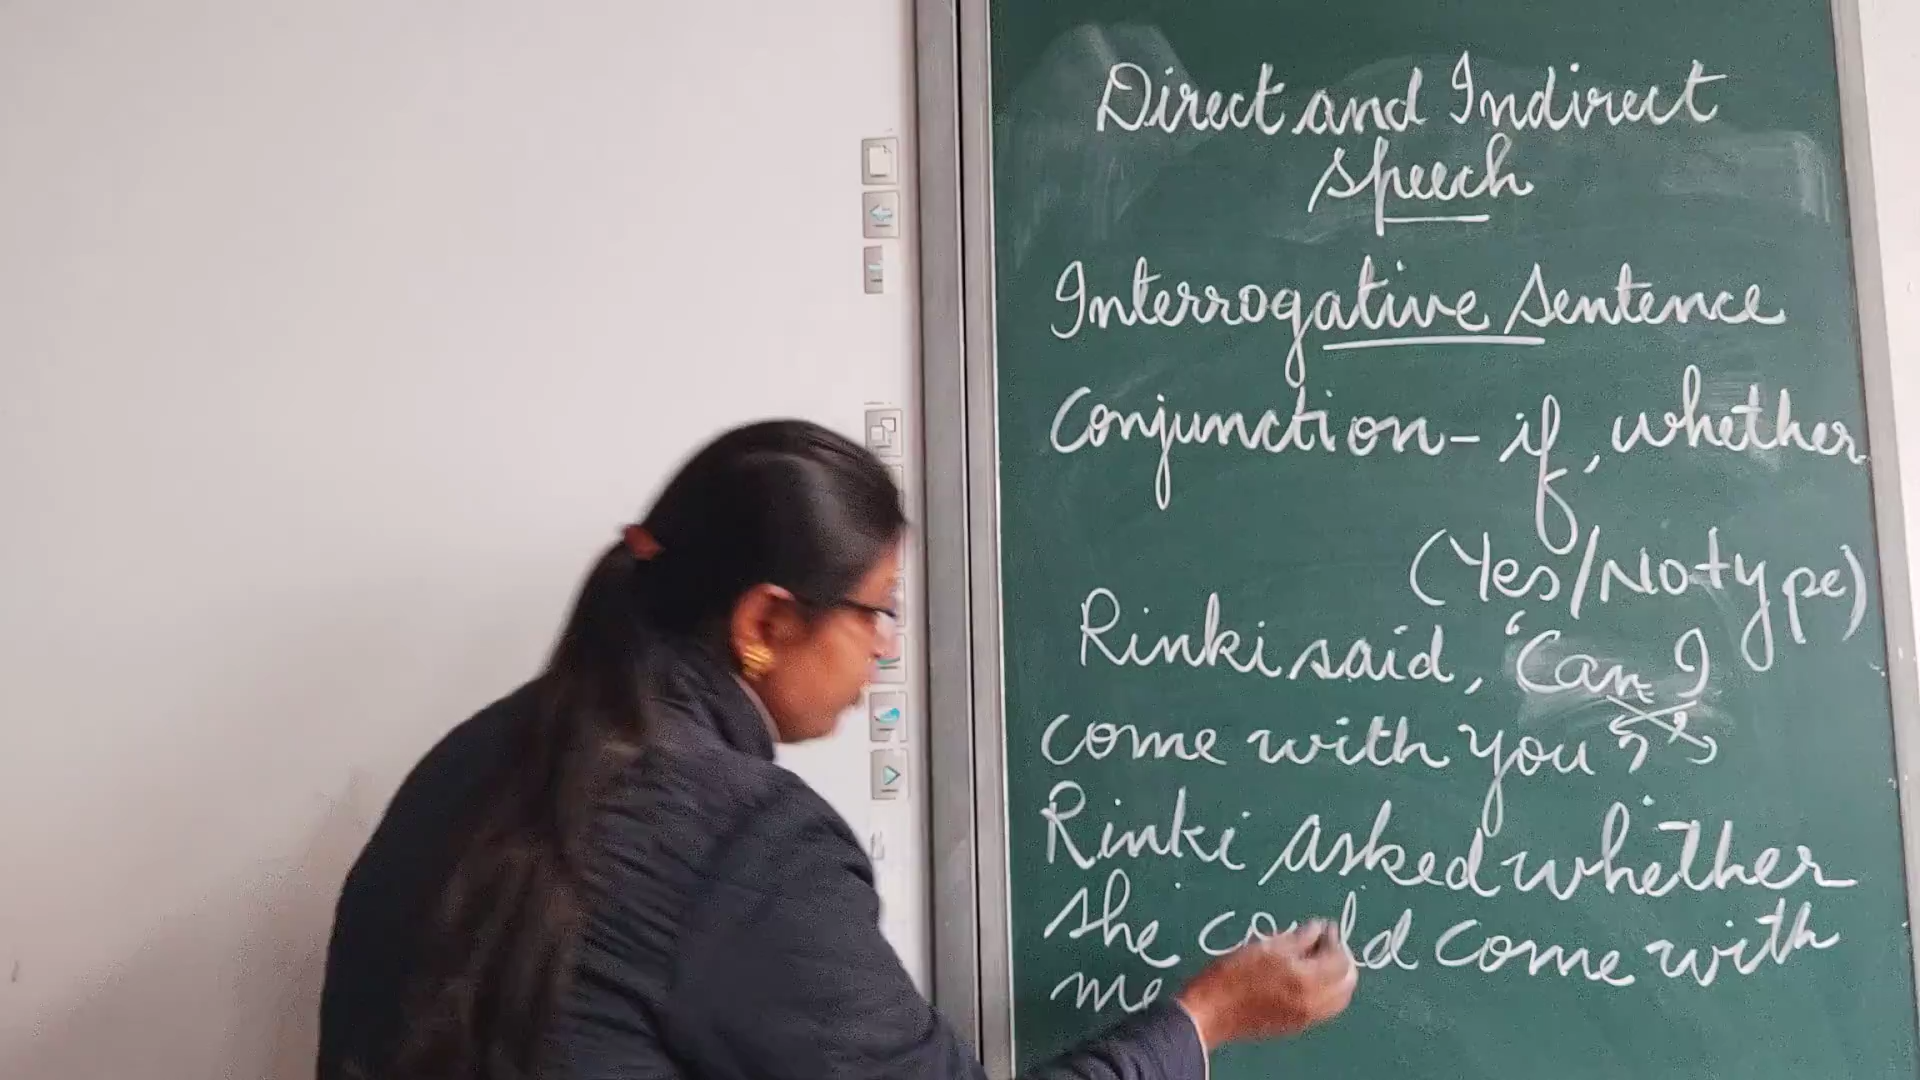 Direct and Indirect
speech
Interrogative Sentence
Conjunction - if, whether
(Yes/No type)
Rinki said, "Can I
come with you"
Rinki asked whether
she could come with
me